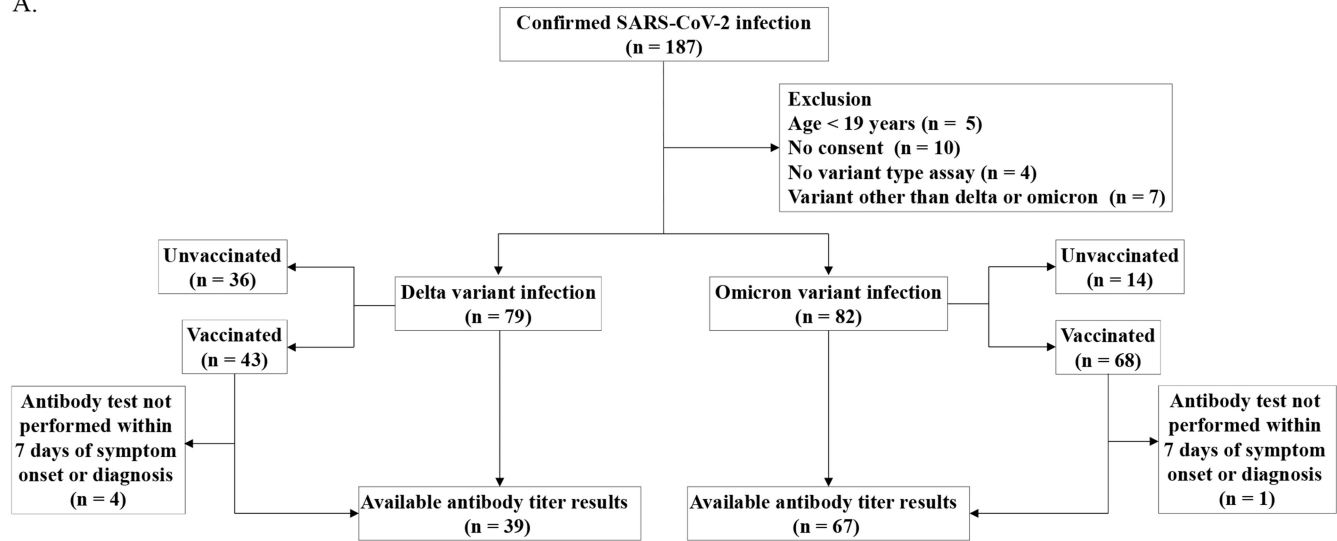 A.
Confirmed SARS-CoV-2 infection
(n = 187)
Exclusion
Age < 19 years (n = 5)
No consent (n = 10)
No variant type assay (n = 4)
Variant other than delta or omicron (n = 7)
Unvaccinated
(n = 36)
Delta variant infection
(n = 79)
Omicron variant infection
(n = 82)
Unvaccinated
(n = 14)
Vaccinated
(n = 43)
Vaccinated
(n = 68)
Antibody test not
performed within
7 days of symptom
onset or diagnosis
(n = 4)
Antibody test not
performed within
7 days of symptom
onset or diagnosis
(n = 1)
Available antibody titer results
(n = 39)
Available antibody titer results
(n = 67)